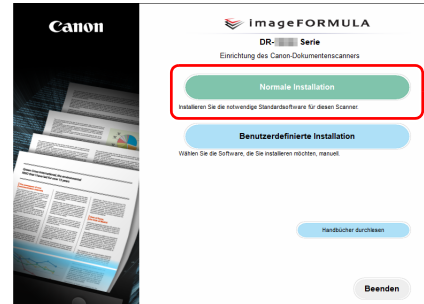 Canon
imageFORMULA
DR- Serie
Einrichtung des Canon-Dokumentenscanners
Normale Installation
Installieren Sie die notwendige Standardsoftware für diesen Scanner.
Benutzerdefinierte Installation
Wählen Sie die Software, die Sie installieren möchten, manuell.
Handbücher durchlesen
Beenden